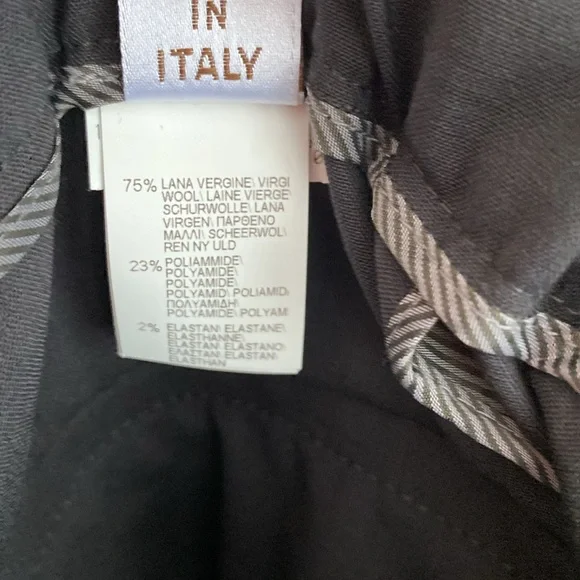 IN
ITALY
75% LANA VERGINE\ VIRGI
WOOL\ LAINE VIERGE\
SCHURWOLLE\ LANA
VIRGEN\ ΠΑΡΘΕΝΟ
ΜΑΛΛΙ\ SCHEERWOL\
REN NY ULD
23% POLIAMMIDE\
POLYAMIDE\
POLYAMIDE\
POLYAMID\ POLIAMID\
ΠΟΛΥΑΜΙΔΗ\
POLYAMIDE\ POLYAM
2% ELASTAN\ ELASTANE\
ELASTHANNE\
ELASTAN\ ELASTANO\
ΕΛΑΣΤΑΝ\ ELASTAN\
ELASTHAN